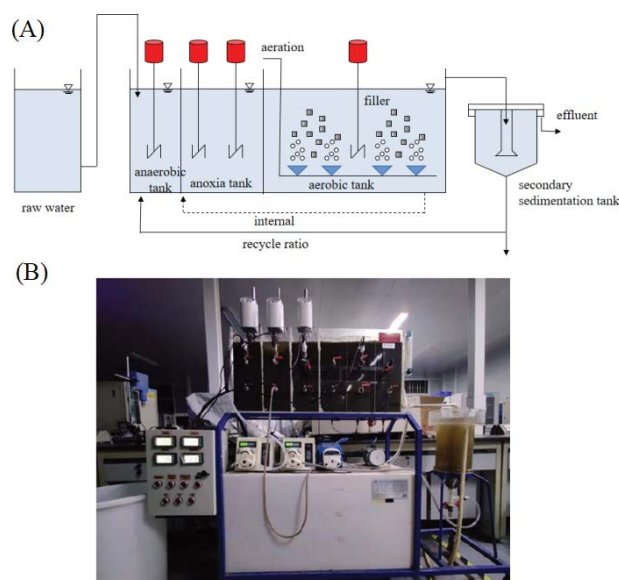 (A)
aeration
filler
effluent
anaerobic
tank
anoxia tank
aerobic tank
raw water
secondary
sedimentation tank
internal
recycle ratio
(B)